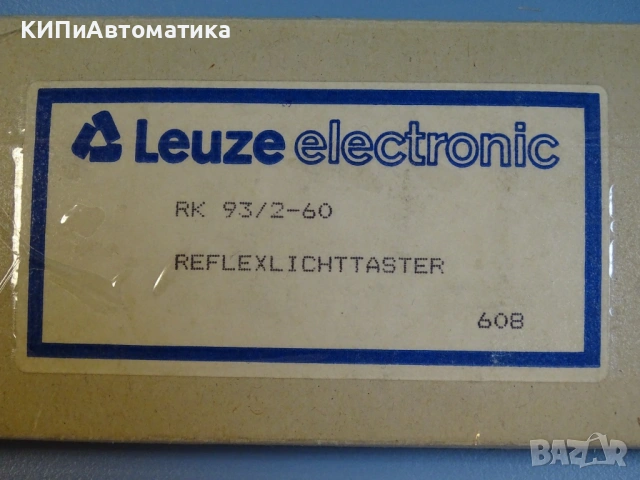 КИПиАвтоматика
Leuze electronic
RK 93/2-60
REFLEXLICHTTASTER
608
BAZAR